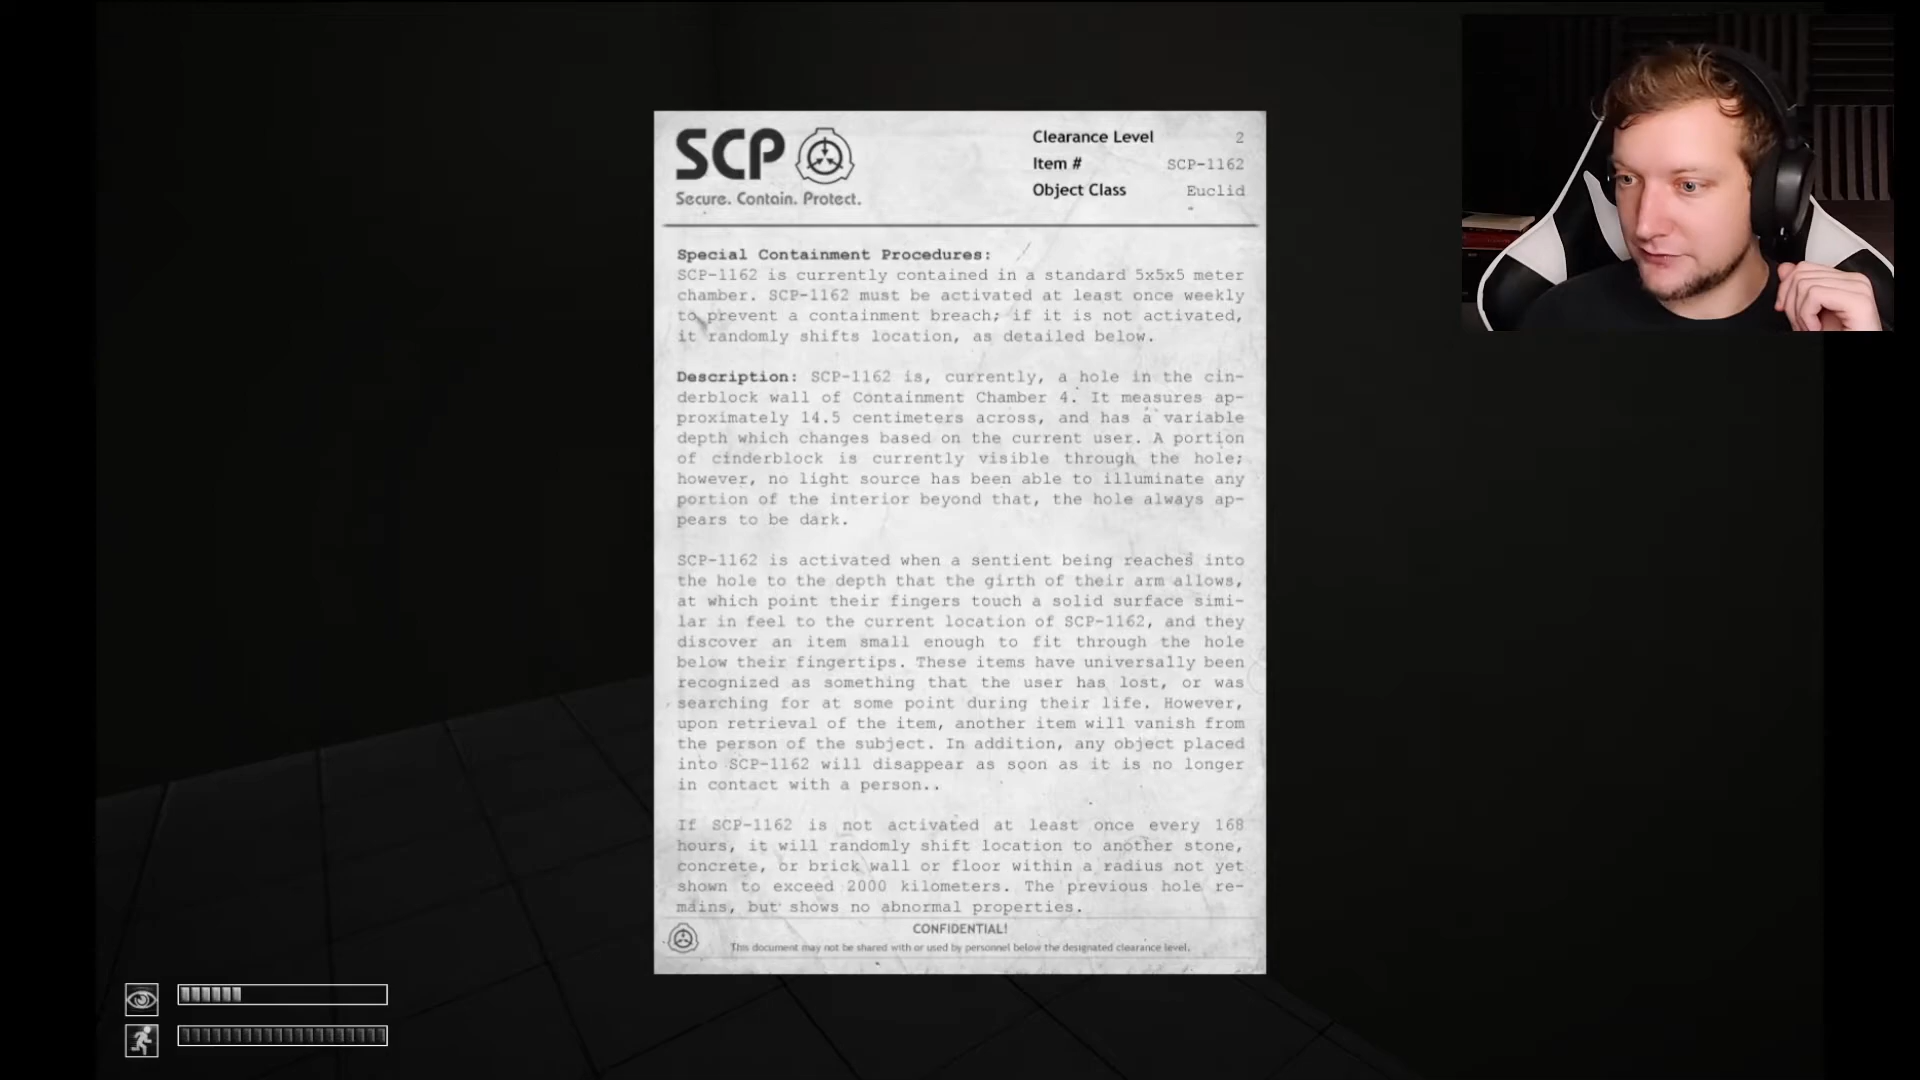 SCP
Secure. Contain. Protect.
Clearance Level 2
Item # SCP-1162
Object Class Euclid
Special Containment Procedures:
SCP-1162 is currently contained in a standard 5x5x5 meter
chamber. SCP-1162 must be activated at least once weekly
to prevent a containment breach; if it is not activated,
it randomly shifts location, as detailed below.
Description: SCP-1162 is, currently, a hole in the cin-
derblock wall of Containment Chamber 4. It measures ap-
proximately 14.5 centimeters across, and has a variable
depth which changes based on the current user. A portion
of cinderblock is currently visible through the hole;
however, no light source has been able to illuminate any
portion of the interior beyond that, the hole always ap-
pears to be dark.
SCP-1162 is activated when a sentient being reaches into
the hole to the depth that the girth of their arm allows,
at which point their fingers touch a solid surface simi-
lar in feel to the current location of SCP-1162, and they
discover an item small enough to fit through the hole
below their fingertips. These items have universally been
recognized as something that the user has lost, or was
searching for at some point during their life. However,
upon retrieval of the item, another item will vanish from
the person of the subject. In addition, any object placed
into SCP-1162 will disappear as soon as it is no longer
in contact with a person..
If SCP-1162 is not activated at least once every 168
hours, it will randomly shift location to another stone,
concrete, or brick wall or floor within a radius not yet
shown to exceed 2000 kilometers. The previous hole re-
mains, but shows no abnormal properties.
CONFIDENTIAL!
This document may not be shared with or used by personnel below the designated clearance level.